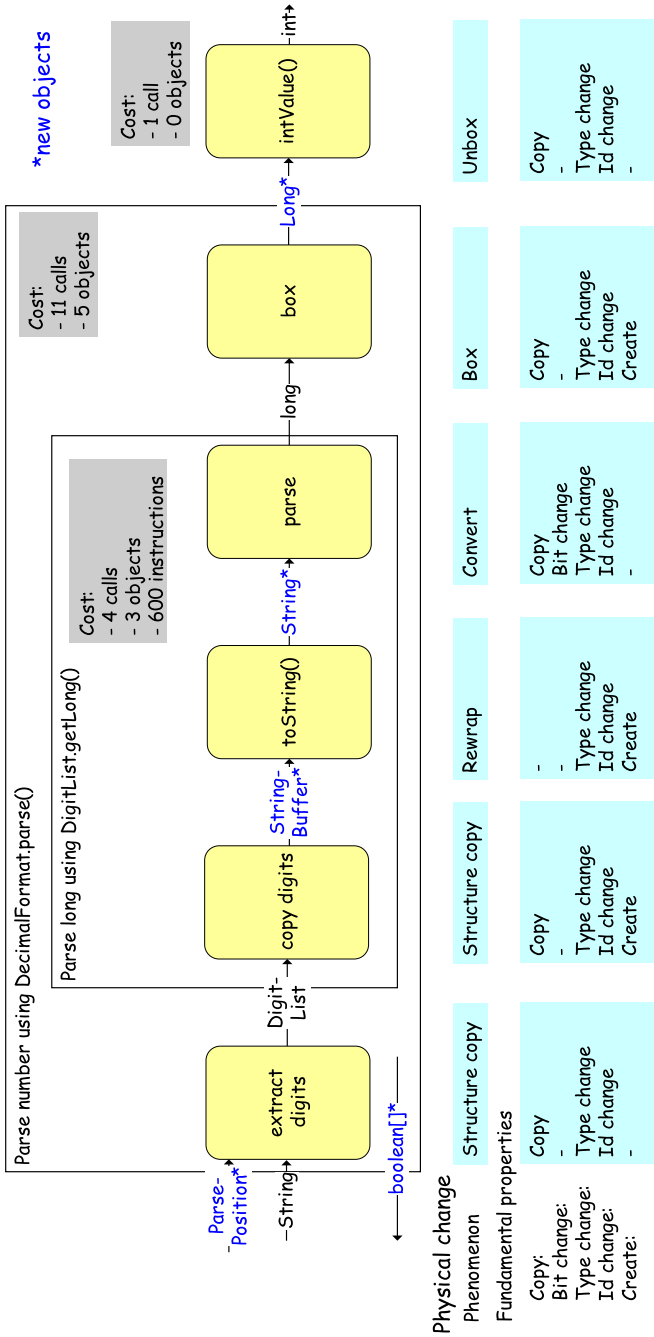 *new objects
Parse number using DecimalFormat.parse()
Cost:
- 11 calls
- 5 objects
Parse long using DigitList.getLong()
Cost:
- 4 calls
- 3 objects
- 600 instructions
Cost:
- 1 call
- 0 objects
Parse-
Position*
String
extract
digits
Digit-
List
copy digits
String-
Buffer*
toString()
String*
parse
long
box
Long*
intValue()
int
boolean[]*
Physical change
Phenomenon
Structure copy
Structure copy
Rewrap
Convert
Box
Unbox
Fundamental properties
Copy:
Bit change:
Type change:
Id change:
Create:
Copy
-
Type change
Id change
-
Copy
-
Type change
Id change
Create
-
-
Type change
Id change
Create
Copy
Bit change
Type change
Id change
-
Copy
-
Type change
Id change
Create
Copy
-
Type change
Id change
-